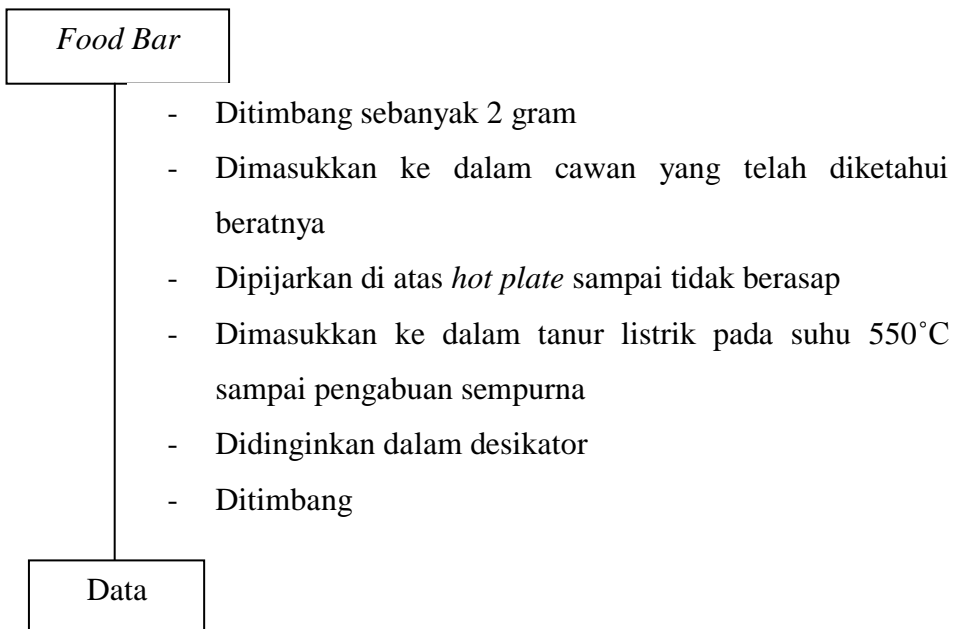 Food Bar
- Ditimbang sebanyak 2 gram
- Dimasukkan ke dalam cawan yang telah diketahui
beratnya
- Dipijarkan di atas hot plate sampai tidak berasap
- Dimasukkan ke dalam tanur listrik pada suhu 550˚C
sampai pengabuan sempurna
- Didinginkan dalam desikator
- Ditimbang
Data